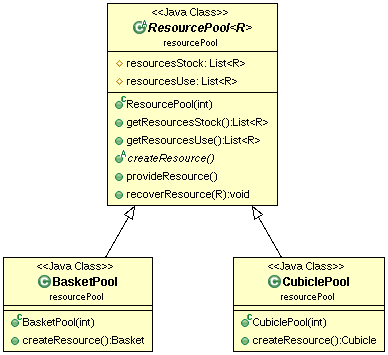 <<Java Class>>
ResourcePool<R>
resourcePool
resourcesStock: List<R>
resourcesUse: List<R>
ResourcePool(int)
getResourcesStock():List<R>
getResourcesUse():List<R>
createResource()
provideResource()
recoverResource(R):void
<<Java Class>>
BasketPool
resourcePool
BasketPool(int)
createResource():Basket
<<Java Class>>
CubiclePool
resourcePool
CubiclePool(int)
createResource():Cubicle